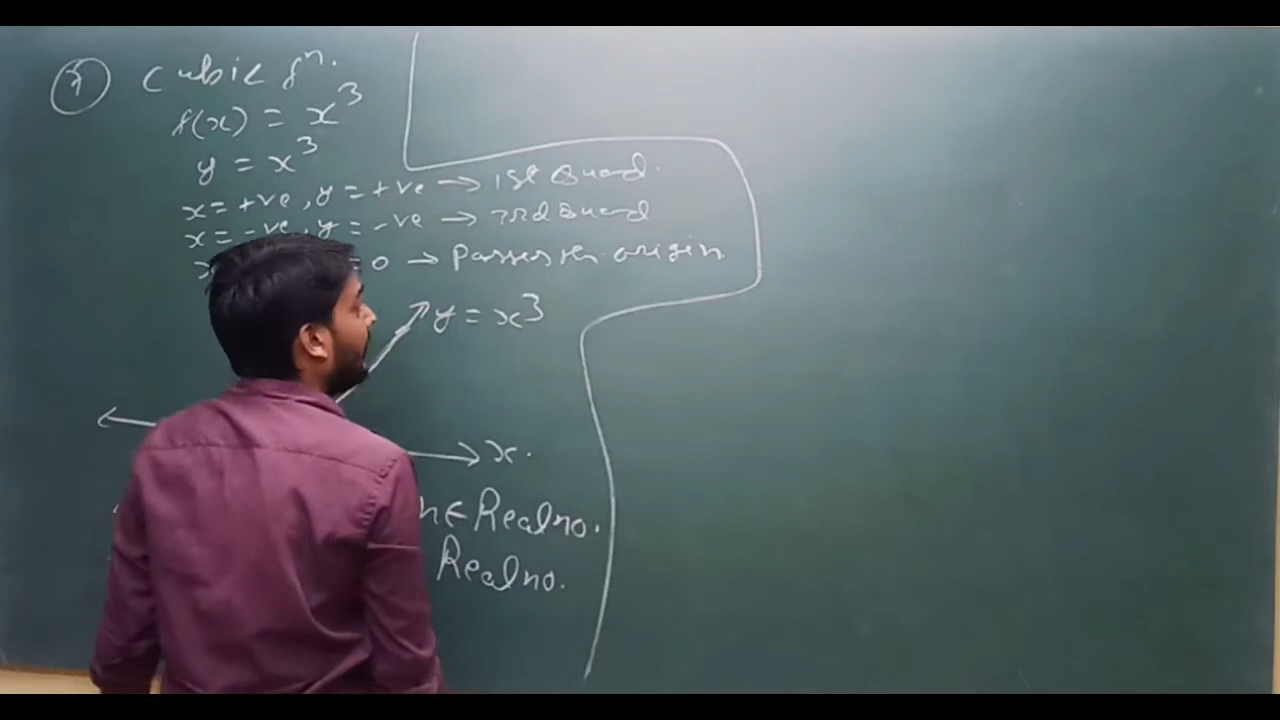 7 Cubic fn.
f(x) = x³
y = x³
x = +ve, y = +ve → 1st Quad.
x = -ve, y = -ve → 3rd Quad
0 → Passes thr. origin
y = x³
x.
Real no.
Real no.